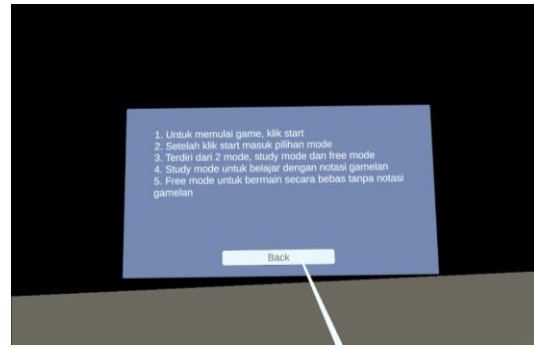 1. Untuk memulai game, klik start
2. Setelah klik start masuk pilihan mode
3. Terdiri dari 2 mode, study mode dan free mode
4. Study mode untuk belajar dengan notasi gamelan
5. Free mode untuk bermain secara bebas tanpa notasi
gamelan
Back